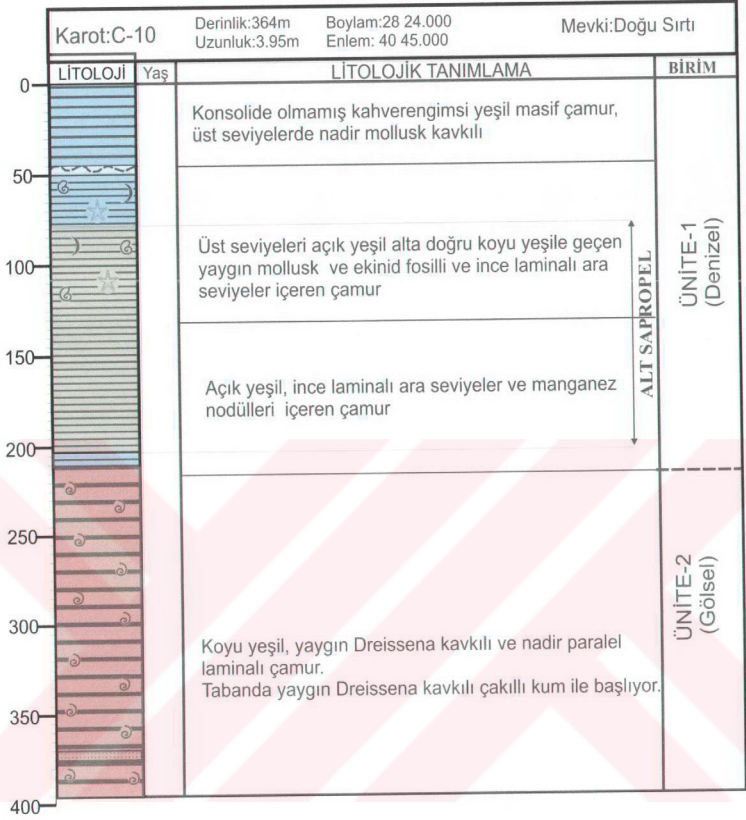 Karot:C-10
Derinlik:364m
Uzunluk:3.95m
Boylam:28 24.000
Enlem: 40 45.000
Mevki:Doğu Sırtı
LİTOLOJİ
Yaş
LİTOLOJİK TANIMLAMA
BİRİM
0
50
100
150
200
250
300
350
400
Konsolide olmamış kahverengimsi yeşil masif çamur,
üst seviyelerde nadir mollusk kavkılı
Üst seviyeleri açık yeşil alta doğru koyu yeşile geçen
yaygın mollusk ve ekinid fosilli ve ince laminalı ara
seviyeler içeren çamur
Açık yeşil, ince laminalı ara seviyeler ve manganez
nodülleri içeren çamur
ALT SAPROPEL
ÜNİTE-1
(Denizel)
Koyu yeşil, yaygın Dreissena kavkılı ve nadir paralel
laminalı çamur.
Tabanda yaygın Dreissena kavkılı çakıllı kum ile başlıyor.
ÜNİTE-2
(Gölsel)